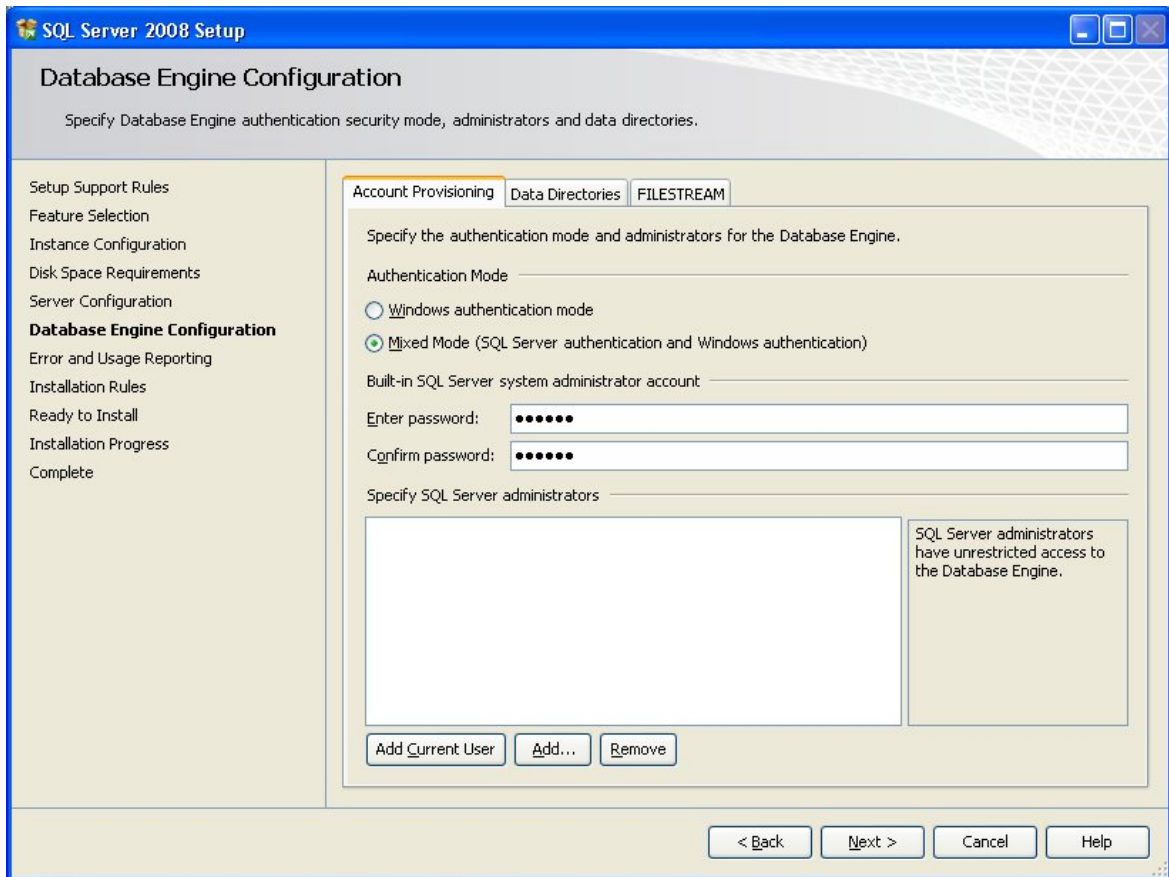 SQL Server 2008 Setup
Database Engine Configuration
Specify Database Engine authentication security mode, administrators and data directories.
Setup Support Rules
Feature Selection
Instance Configuration
Disk Space Requirements
Server Configuration
Database Engine Configuration
Error and Usage Reporting
Installation Rules
Ready to Install
Installation Progress
Complete
Account Provisioning Data Directories FILESTREAM
Specify the authentication mode and administrators for the Database Engine.
Authentication Mode
Windows authentication mode
Mixed Mode (SQL Server authentication and Windows authentication)
Built-in SQL Server system administrator account
Enter password: ●●●●●●
Confirm password: ●●●●●●
Specify SQL Server administrators
SQL Server administrators
have unrestricted access to
the Database Engine.
Add Current User Add... Remove
< Back Next > Cancel Help